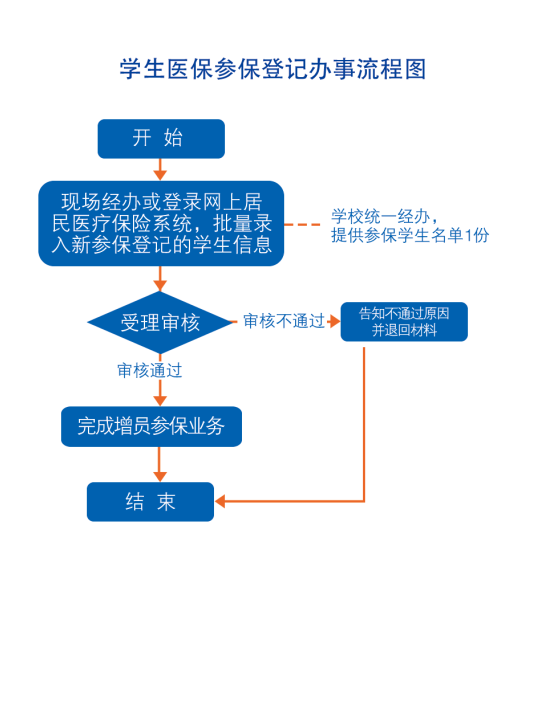 学生医保参保登记办事流程图
开 始
现场经办或登录网上居
民医疗保险系统，批量录
入新参保登记的学生信息
学校统一经办，
提供参保学生名单1份
受理审核
审核不通过
告知不通过原因
并退回材料
审核通过
完成增员参保业务
结 束